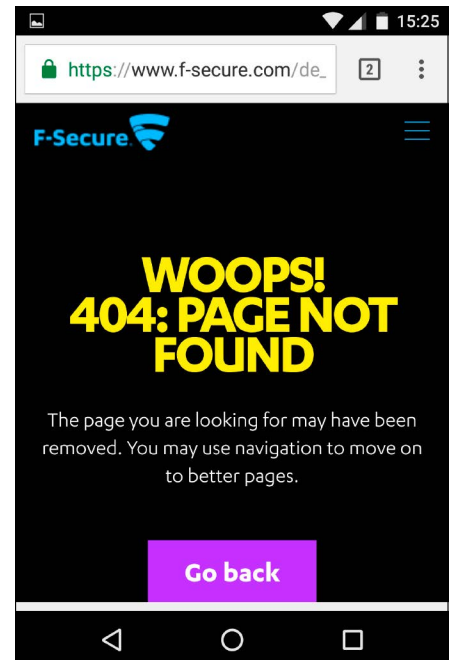 15:25
https://www.f-secure.com/de_
2
F-Secure.
WOOPS!
404: PAGE NOT
FOUND
The page you are looking for may have been
removed. You may use navigation to move on
to better pages.
Go back